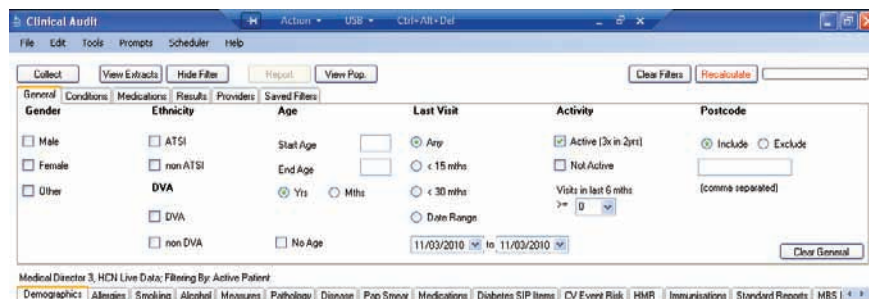 Clinical Audit Action USB Ctrl+Alt+Del
File Edit Tools Prompts Scheduler Help
Collect View Extracts Hide Filter Report View Pop. Clear Filters Recalculate
General Conditions Medications Results Providers Saved Filters
Gender Ethnicity Age Last Visit Activity Postcode
Male ATSI Start Age Any Active (3x in 2yrs) Include Exclude
Female non ATSI End Age < 15 mths Not Active
Other DVA Yrs Mths < 30 mths Visits in last 6 mths (comma separated)
>= 0
DVA Date Range
non DVA No Age 11/03/2010 to 11/03/2010 Clear General
Medical Director 3, HCN Live Data; Filtering By: Active Patient
Demographics Allergies Smoking Alcohol Measures Pathology Disease Pap Smear Medications Diabetes SIP Items CV Event Risk HMR Immunisations Standard Reports MBS